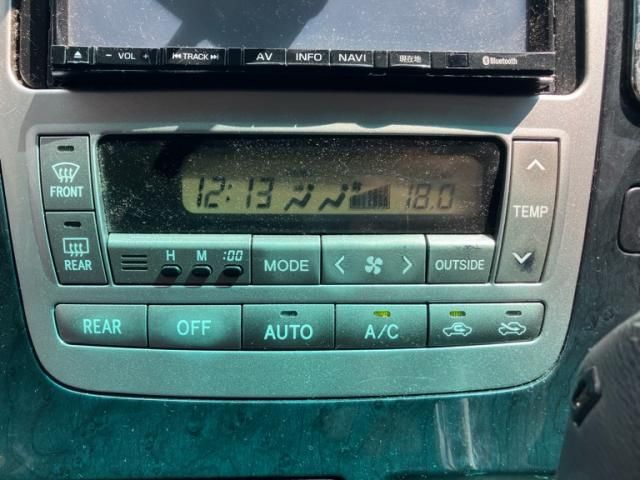 − VOL + TRACK AV INFO NAVI 現在地 Bluetooth
FRONT
12:13 18.0
TEMP
REAR
H M :00 MODE OUTSIDE
REAR OFF AUTO A/C